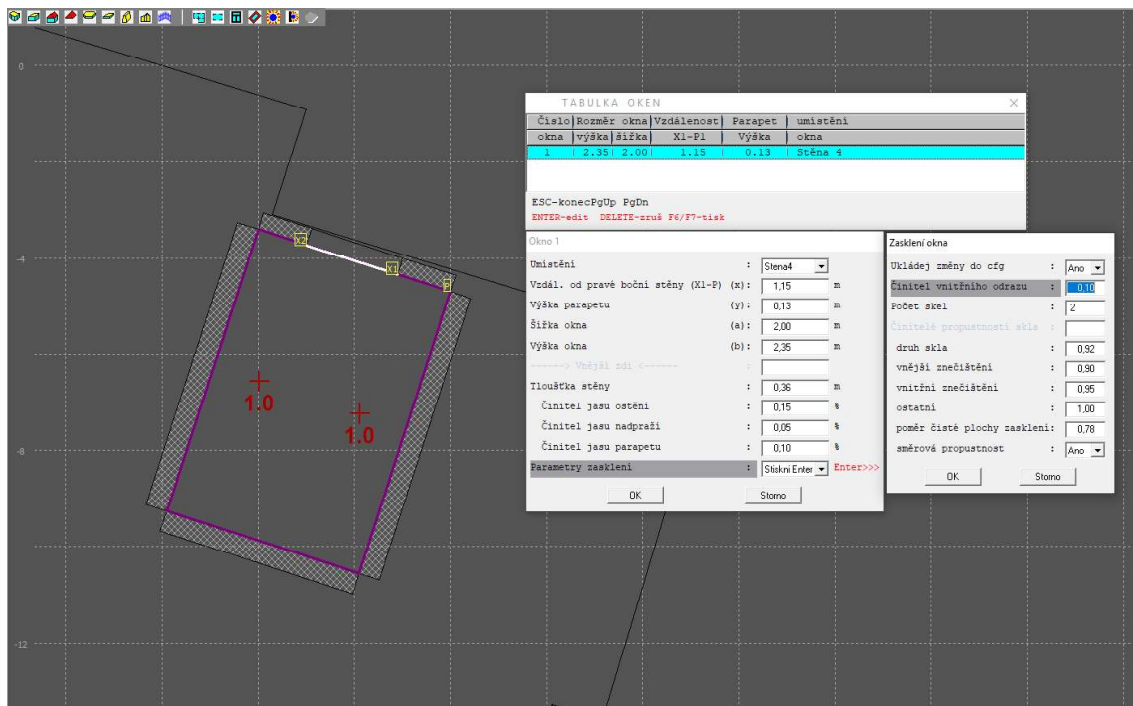 0
-4
-8
-12
X2
X1
P
1.0
1.0
TABULKA OKEN
Číslo Rozměr okna Vzdálenost Parapet umístění
okna výška šířka X1-P1 Výška okna
1 2.35 2.00 1.15 0.13 Stěna 4
ESC-konecPgUp PgDn
ENTER-edit DELETE-zruš F6/F7-tisk
Okno 1
Umístění : Stena4
Vzdál. od pravé boční stěny (X1-P) (x): 1,15 m
Výška parapetu (y): 0,13 m
Šířka okna (a): 2,00 m
Výška okna (b): 2,35 m
------> Vnější zdi <------ :
Tloušťka stěny : 0,36 m
Činitel jasu ostění : 0,15 %
Činitel jasu nadpraží : 0,05 %
Činitel jasu parapetu : 0,10 %
Parametry zasklení : Stiskni Enter Enter>>>
OK Storno
Zasklení okna
Ukládej změny do cfg : Ano
Činitel vnitřního odrazu : 0,10
Počet skel : 2
Činitelé propustnosti skla :
druh skla : 0,92
vnější znečištění : 0,90
vnitřní znečištění : 0,95
ostatní : 1,00
poměr čisté plochy zasklení: 0,78
směrová propustnost : Ano
OK Storno